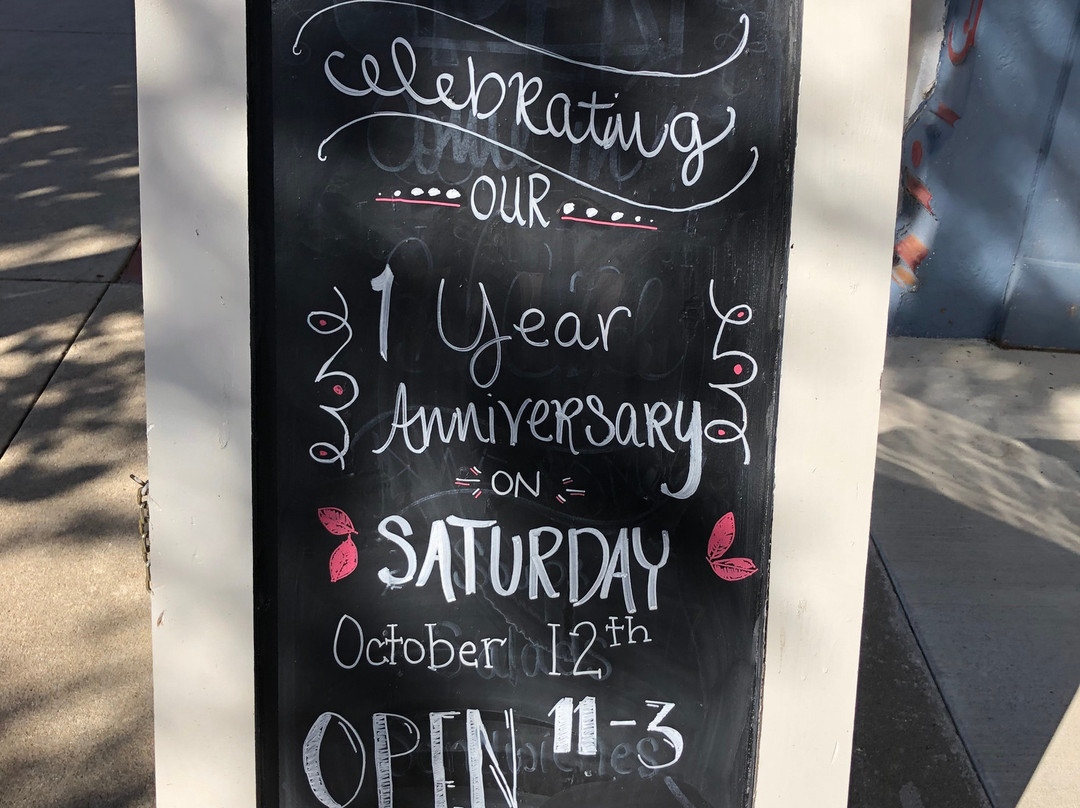 celebRating
OUR
1 Year
AnniveRsaRy
ON
SATURDAY
October 12th
OPEN 11-3